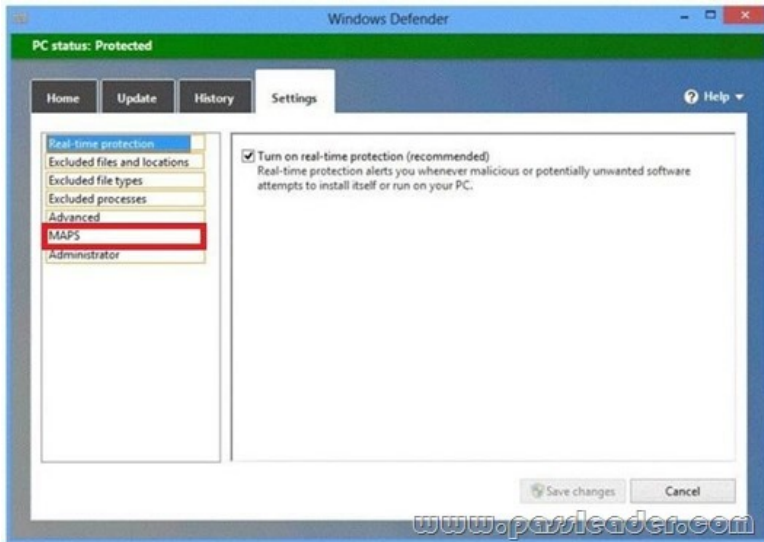 Windows Defender
PC status: Protected
Home
Update
History
Settings
Help
Real-time protection
Excluded files and locations
Excluded file types
Excluded processes
Advanced
MAPS
Administrator
Turn on real-time protection (recommended)
Real-time protection alerts you whenever malicious or potentially unwanted software
attempts to install itself or run on your PC.
Save changes
Cancel
www.passleader.com